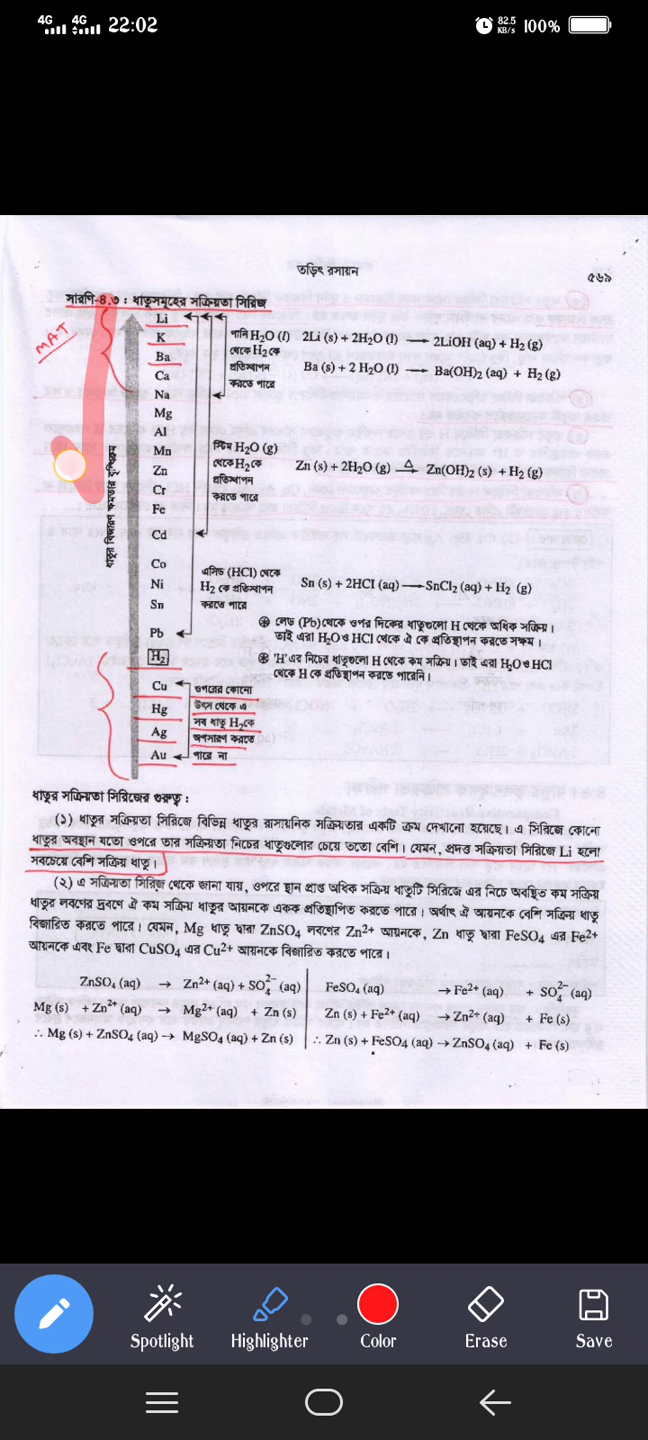 4G 4G 22:02 82.5 KB/s 100%
তড়িৎ রসায়ন ৫৬৯
সারণি-৪.৩ : ধাতুসমূহের সক্রিয়তা সিরিজ
MAT
ধাতুর বিজারণ ক্ষমতার বৃদ্ধিক্রম
Li
K
Ba
Ca
Na
Mg
Al
Mn
Zn
Cr
Fe
Cd
Co
Ni
Sn
Pb
H₂
Cu
Hg
Ag
Au
পানি H₂O (l) 2Li (s) + 2H₂O (l) ⟶ 2LiOH (aq) + H₂ (g)
থেকে H₂ কে Ba (s) + 2 H₂O (l) ⟶ Ba(OH)₂ (aq) + H₂ (g)
প্রতিস্থাপন
করতে পারে
স্টিম H₂O (g)
থেকে H₂ কে Zn (s) + 2H₂O (g) –Δ→ Zn(OH)₂ (s) + H₂ (g)
প্রতিস্থাপন
করতে পারে
এসিড (HCl) থেকে
H₂ কে প্রতিস্থাপন Sn (s) + 2HCl (aq) ⟶ SnCl₂ (aq) + H₂ (g)
করতে পারে
⊛ লেড (Pb) থেকে ওপর দিকের ধাতুগুলো H থেকে অধিক সক্রিয়।
তাই এরা H₂O ও HCl থেকে ঐ কে প্রতিস্থাপন করতে সক্ষম।
⊛ 'H' এর নিচের ধাতুগুলো H থেকে কম সক্রিয়। তাই এরা H₂O ও HCl
থেকে H কে প্রতিস্থাপন করতে পারেনি।
ওপরের কোনো
উৎস থেকে এ
সব ধাতু H₂কে
অপসারণ করতে
পারে না
ধাতুর সক্রিয়তা সিরিজের গুরুত্ব :
(১) ধাতুর সক্রিয়তা সিরিজে বিভিন্ন ধাতুর রাসায়নিক সক্রিয়তার একটি ক্রম দেখানো হয়েছে। এ সিরিজে কোনো
ধাতুর অবস্থান যতো ওপরে তার সক্রিয়তা নিচের ধাতুগুলোর চেয়ে ততো বেশি। যেমন, প্রদত্ত সক্রিয়তা সিরিজে Li হলো
সবচেয়ে বেশি সক্রিয় ধাতু।
(২) এ সক্রিয়তা সিরিজ থেকে জানা যায়, ওপরে স্থান প্রাপ্ত অধিক সক্রিয় ধাতুটি সিরিজে এর নিচে অবস্থিত কম সক্রিয়
ধাতুর লবণের দ্রবণে ঐ কম সক্রিয় ধাতুর আয়নকে একক প্রতিস্থাপিত করতে পারে। অর্থাৎ ঐ আয়নকে বেশি সক্রিয় ধাতু
বিজারিত করতে পারে। যেমন, Mg ধাতু দ্বারা ZnSO₄ লবণের Zn²⁺ আয়নকে, Zn ধাতু দ্বারা FeSO₄ এর Fe²⁺
আয়নকে এবং Fe দ্বারা CuSO₄ এর Cu²⁺ আয়নকে বিজারিত করতে পারে।
ZnSO₄ (aq) → Zn²⁺ (aq) + SO₄²⁻ (aq) FeSO₄ (aq) → Fe²⁺ (aq) + SO₄²⁻ (aq)
Mg (s) + Zn²⁺ (aq) → Mg²⁺ (aq) + Zn (s) Zn (s) + Fe²⁺ (aq) → Zn²⁺ (aq) + Fe (s)
∴ Mg (s) + ZnSO₄ (aq) → MgSO₄ (aq) + Zn (s) ∴ Zn (s) + FeSO₄ (aq) → ZnSO₄ (aq) + Fe (s)
Spotlight Highlighter Color Erase Save